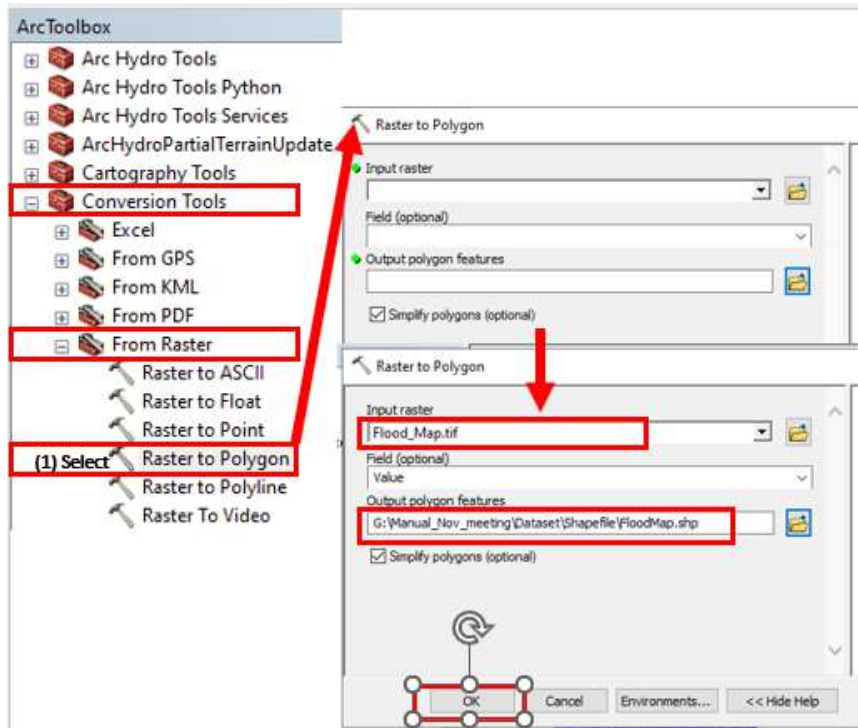 ArcToolbox
Arc Hydro Tools
Arc Hydro Tools Python
Arc Hydro Tools Services
ArcHydroPartialTerrainUpdate
Cartography Tools
Conversion Tools
Excel
From GPS
From KML
From PDF
From Raster
Raster to ASCII
Raster to Float
Raster to Point
(1) Select Raster to Polygon
Raster to Polyline
Raster To Video
Raster to Polygon
Input raster
Field (optional)
Output polygon features
Simplify polygons (optional)
Raster to Polygon
Input raster
Flood_Map.tif
Field (optional)
Value
Output polygon features
G:\Manual_Nov_meeting\Dataset\Shapefile\FloodMap.shp
Simplify polygons (optional)
OK Cancel Environments... << Hide Help